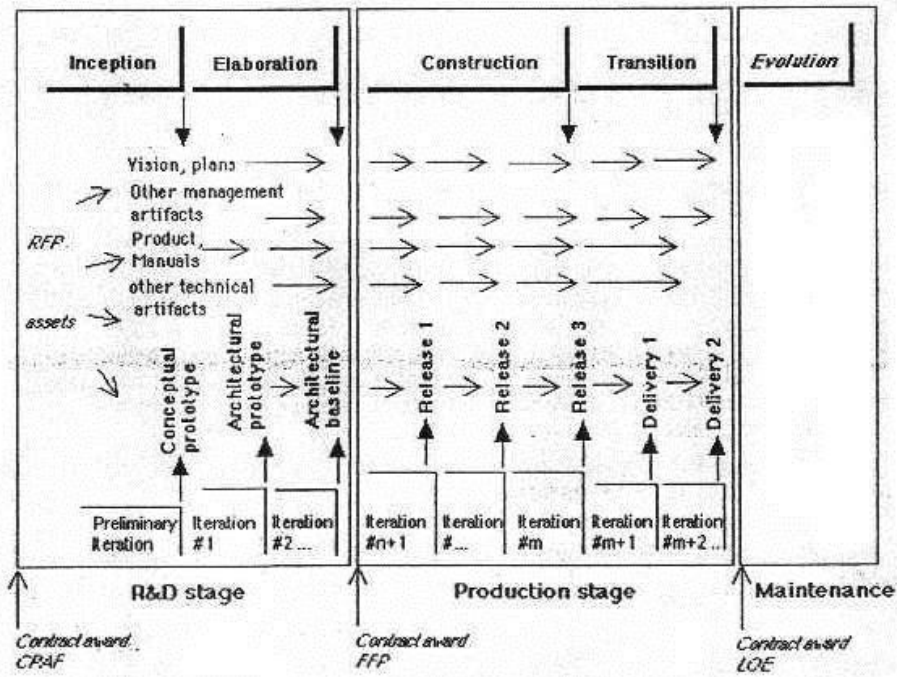 Inception
Elaboration
Construction
Transition
Evolution
Vision, plans
Other management
artifacts
RFP
Product,
Manuals
other technical
artifacts
assets
Conceptual
prototype
Architectural
prototype
Architectural
baseline
Release 1
Release 2
Release 3
Delivery 1
Delivery 2
Preliminary
Iteration
Iteration
#1
Iteration
#2 ...
Iteration
#n+1
Iteration
#...
Iteration
#m
Iteration
#m+1
Iteration
#m+2 ...
R&D stage
Production stage
Maintenance
Contract award
CPAF
Contract award
FFP
Contract award
LOE